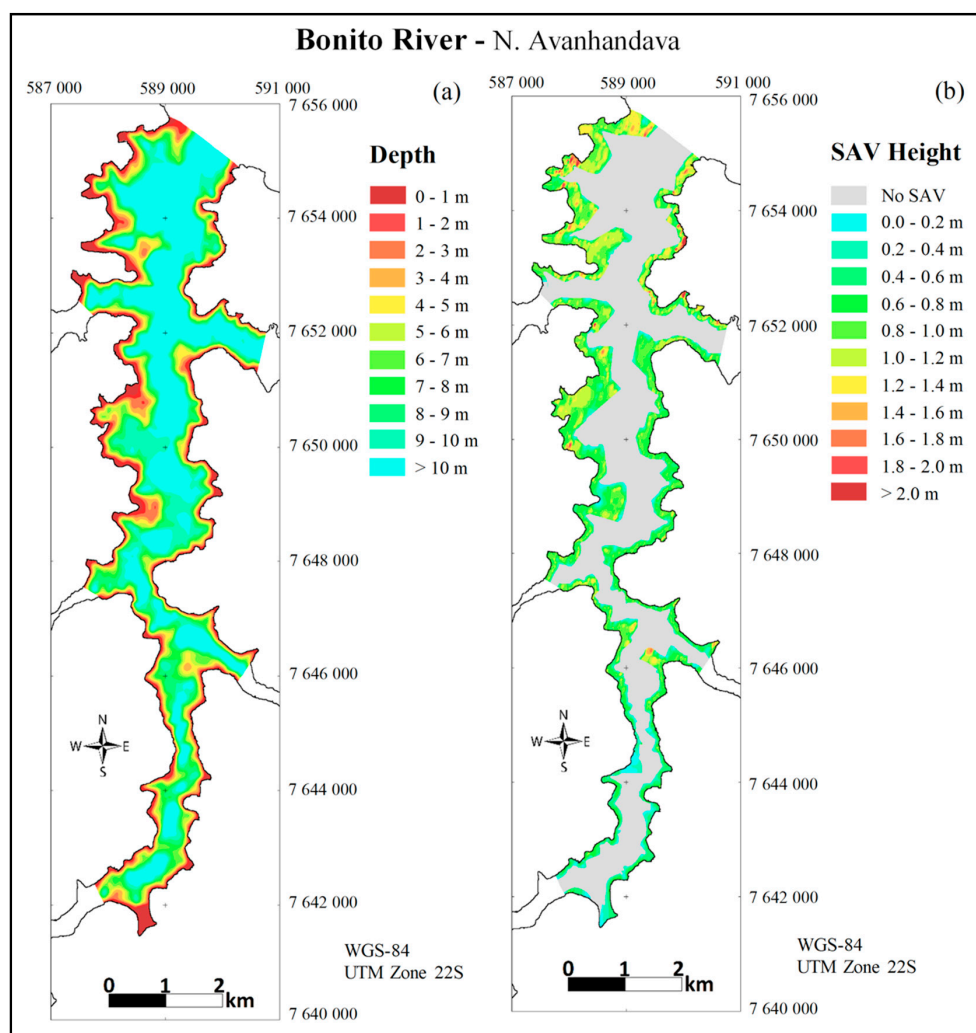 Bonito River - N. Avanhandava
587 000
589 000
591 000
(a)
7 656 000
7 654 000
7 652 000
7 650 000
7 648 000
7 646 000
7 644 000
7 642 000
7 640 000
Depth
0 - 1 m
1 - 2 m
2 - 3 m
3 - 4 m
4 - 5 m
5 - 6 m
6 - 7 m
7 - 8 m
8 - 9 m
9 - 10 m
> 10 m
N
W E
S
WGS-84
UTM Zone 22S
0 1 2
km
587 000
589 000
591 000
(b)
7 656 000
7 654 000
7 652 000
7 650 000
7 648 000
7 646 000
7 644 000
7 642 000
7 640 000
SAV Height
No SAV
0.0 - 0.2 m
0.2 - 0.4 m
0.4 - 0.6 m
0.6 - 0.8 m
0.8 - 1.0 m
1.0 - 1.2 m
1.2 - 1.4 m
1.4 - 1.6 m
1.6 - 1.8 m
1.8 - 2.0 m
> 2.0 m
N
W E
S
WGS-84
UTM Zone 22S
0 1 2
km